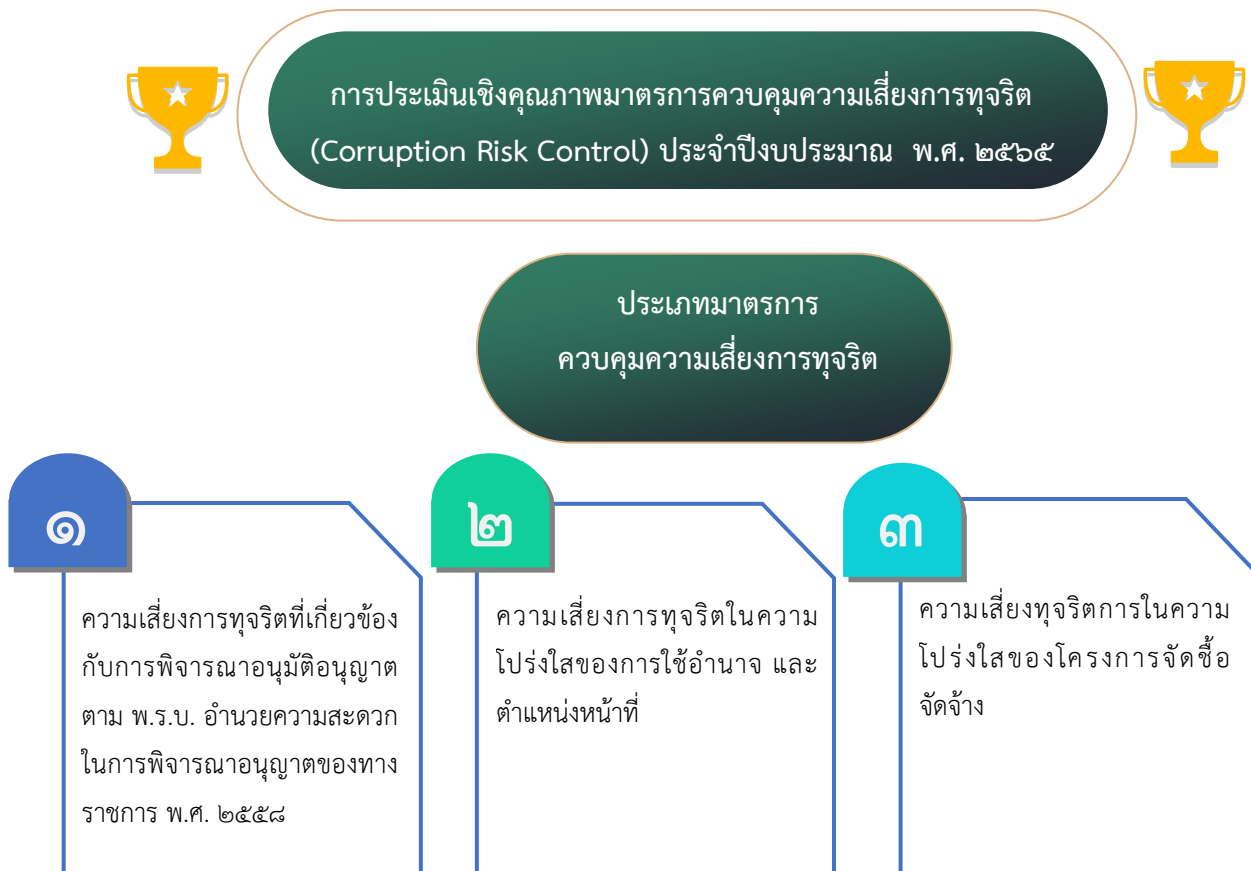 การประเมินเชิงคุณภาพมาตรการควบคุมความเสี่ยงการทุจริต
(Corruption Risk Control) ประจำปีงบประมาณ พ.ศ. ๒๕๖๕
ประเภทมาตรการ
ควบคุมความเสี่ยงการทุจริต
๑
ความเสี่ยงการทุจริตที่เกี่ยวข้อง
กับการพิจารณาอนุมัติอนุญาต
ตาม พ.ร.บ. อำนวยความสะดวก
ในการพิจารณาอนุญาตของทาง
ราชการ พ.ศ. ๒๕๕๘
๒
ความเสี่ยงการทุจริตในความ
โปร่งใสของการใช้อำนาจ และ
ตำแหน่งหน้าที่
๓
ความเสี่ยงทุจริตการในความ
โปร่งใสของโครงการจัดชื้อ
จัดจ้าง